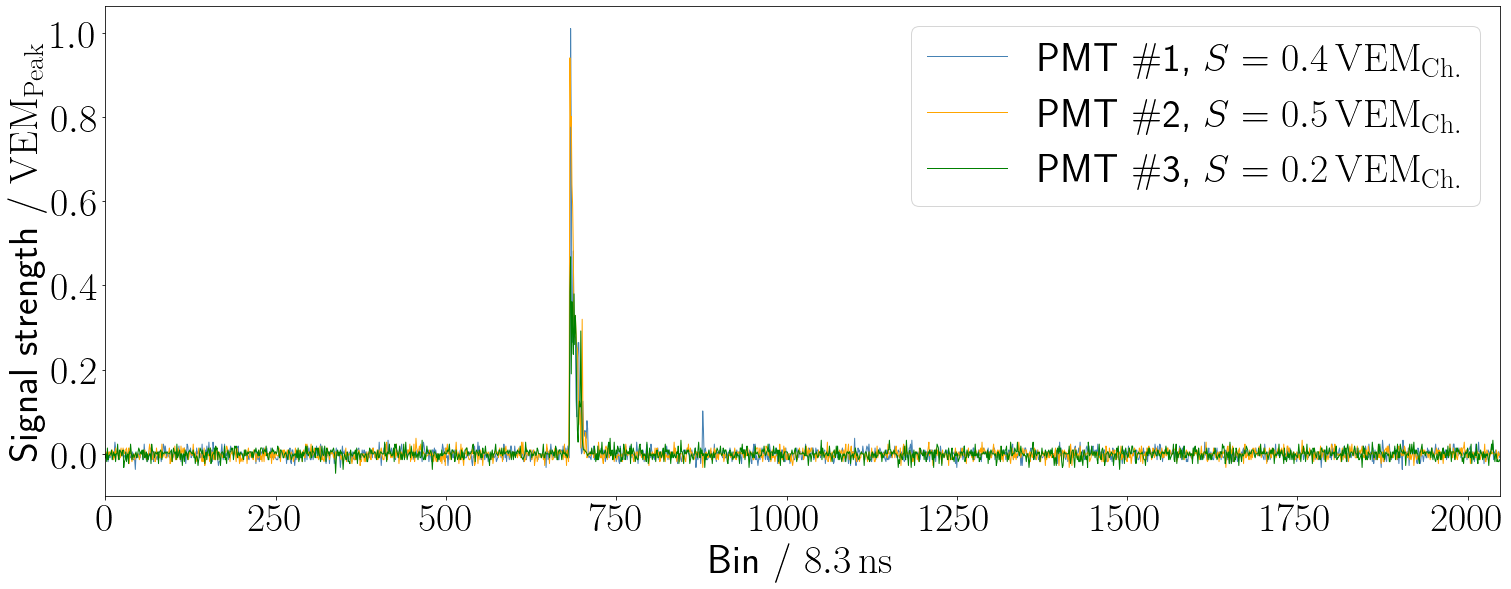 Signal strength / VEM_Peak
1.0
0.8
0.6
0.4
0.2
0.0
PMT #1, S = 0.4 VEM_Ch.
PMT #2, S = 0.5 VEM_Ch.
PMT #3, S = 0.2 VEM_Ch.
0 250 500 750 1000 1250 1500 1750 2000
Bin / 8.3 ns